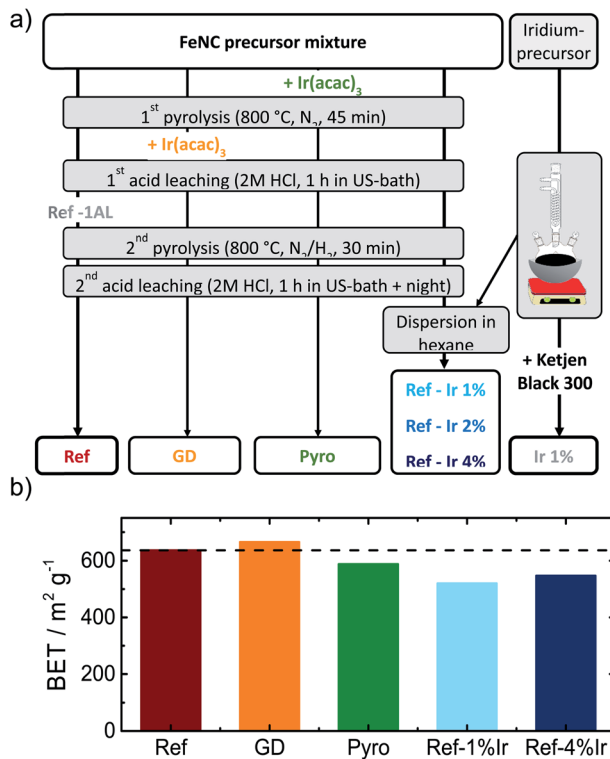 a)
FeNC precursor mixture
Iridium-
precursor
+ Ir(acac)3
1st pyrolysis (800 °C, N2, 45 min)
+ Ir(acac)3
1st acid leaching (2M HCl, 1 h in US-bath)
Ref -1AL
2nd pyrolysis (800 °C, N2/H2, 30 min)
2nd acid leaching (2M HCl, 1 h in US-bath + night)
Dispersion in
hexane
+ Ketjen
Black 300
Ref - Ir 1%
Ref - Ir 2%
Ref - Ir 4%
Ref
GD
Pyro
Ir 1%
b)
BET / m² g⁻¹
600
400
200
0
Ref
GD
Pyro
Ref-1%Ir
Ref-4%Ir